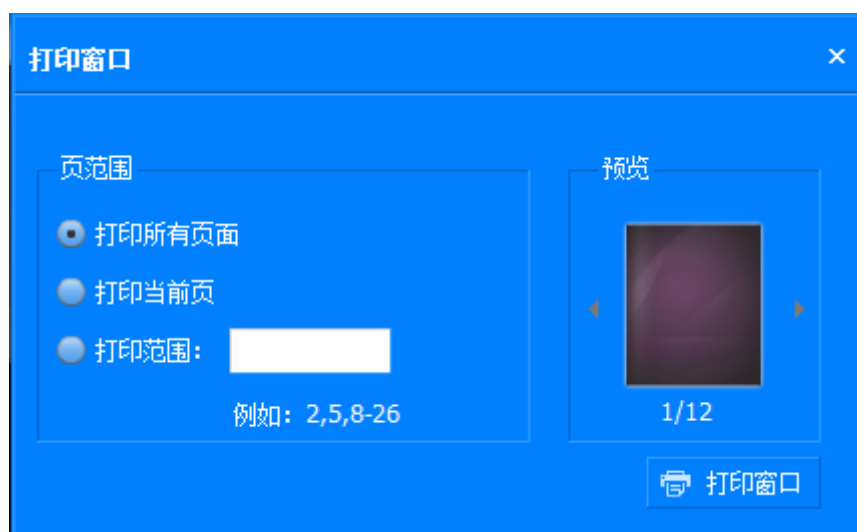 打印窗口
页范围
打印所有页面
打印当前页
打印范围：
例如：2,5,8-26
预览
1/12
打印窗口